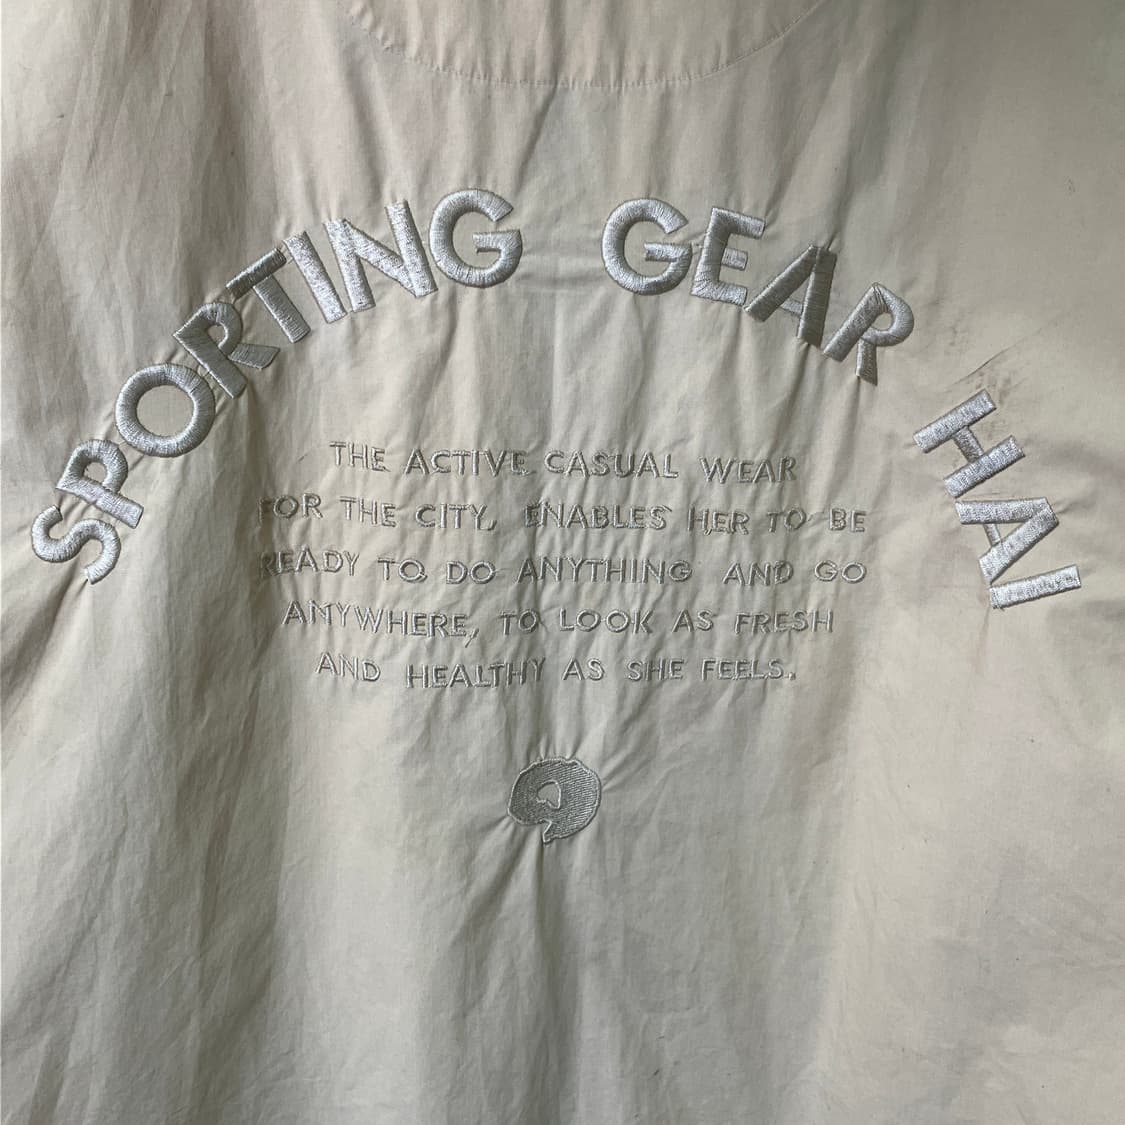 SPORTING GEAR HAI
THE ACTIVE CASUAL WEAR
FOR THE CITY, ENABLES HER TO BE
READY TO DO ANYTHING AND GO
ANYWHERE, TO LOOK AS FRESH
AND HEALTHY AS SHE FEELS.